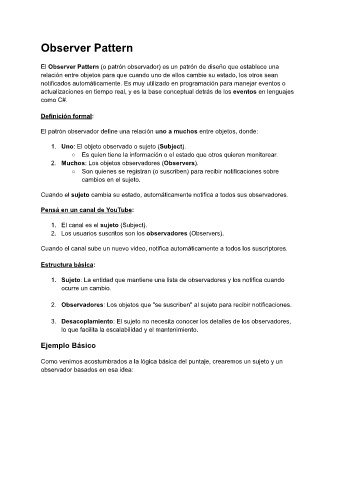 Observer Pattern
El Observer Pattern (o patrón observador) es un patrón de diseño que establece una
relación entre objetos para que cuando uno de ellos cambie su estado, los otros sean
notificados automáticamente. Es muy utilizado en programación para manejar eventos o
actualizaciones en tiempo real, y es la base conceptual detrás de los eventos en lenguajes
como C#.
Definición formal:
El patrón observador define una relación uno a muchos entre objetos, donde:
1. Uno: El objeto observado o sujeto (Subject).
○ Es quien tiene la información o el estado que otros quieren monitorear.
2. Muchos: Los objetos observadores (Observers).
○ Son quienes se registran (o suscriben) para recibir notificaciones sobre
cambios en el sujeto.
Cuando el sujeto cambia su estado, automáticamente notifica a todos sus observadores.
Pensá en un canal de YouTube:
1. El canal es el sujeto (Subject).
2. Los usuarios suscritos son los observadores (Observers).
Cuando el canal sube un nuevo video, notifica automáticamente a todos los suscriptores.
Estructura básica:
1. Sujeto: La entidad que mantiene una lista de observadores y los notifica cuando
ocurre un cambio.
2. Observadores: Los objetos que "se suscriben" al sujeto para recibir notificaciones.
3. Desacoplamiento: El sujeto no necesita conocer los detalles de los observadores,
lo que facilita la escalabilidad y el mantenimiento.
Ejemplo Básico
Como venimos acostumbrados a la lógica básica del puntaje, crearemos un sujeto y un
observador basados en esa idea: